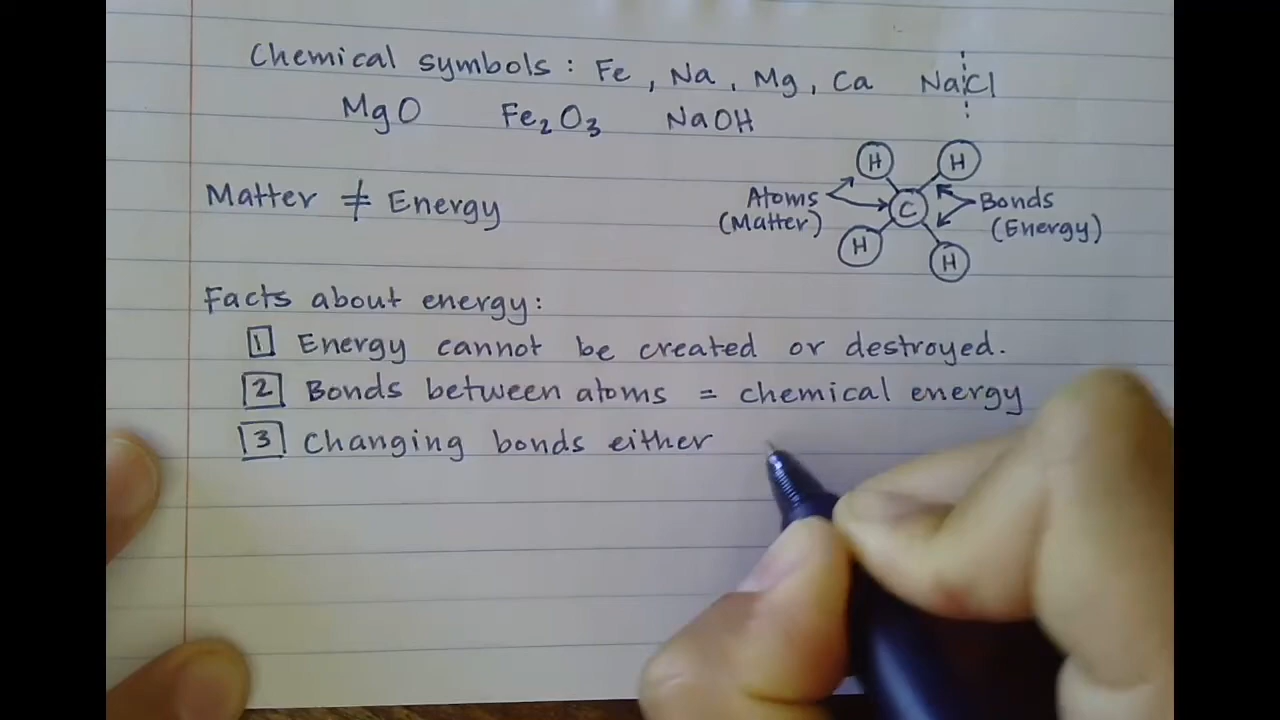 Chemical symbols : Fe , Na , Mg , Ca NaCl
MgO Fe₂O₃ NaOH
Matter ≠ Energy
H H
Atoms
(Matter)
C
Bonds
(Energy)
H H
Facts about energy:
1 Energy cannot be created or destroyed.
2 Bonds between atoms = chemical energy
3 Changing bonds either